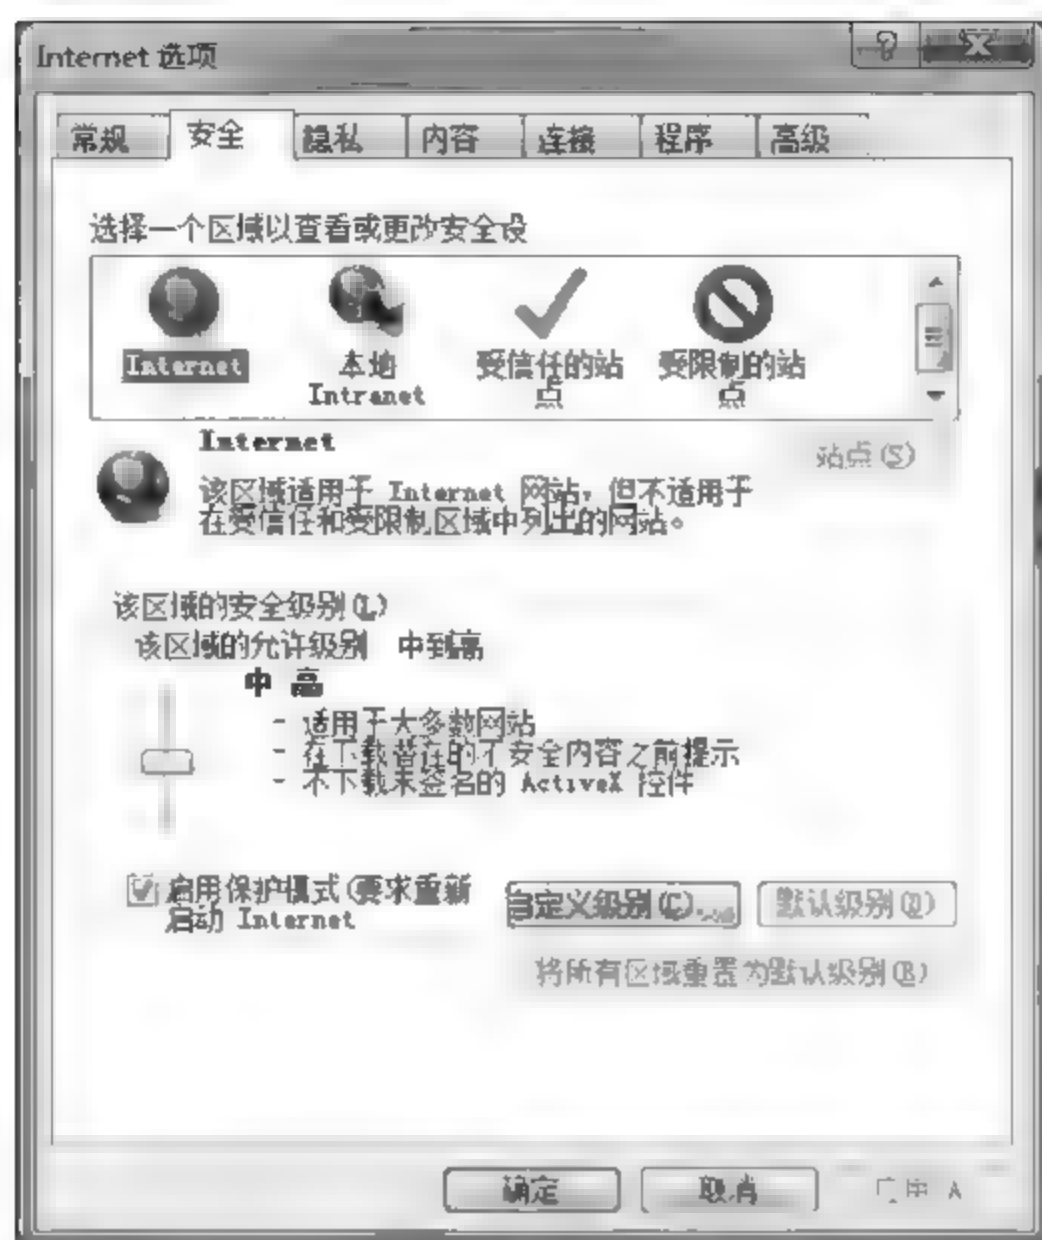 Internet 选项
常规 安全 隐私 内容 连接 程序 高级
选择一个区域以查看或更改安全设
Internet 本地 受信任的站 受限制的站
Intranet 点 点
Internet
站点(S)
该区域适用于 Internet 网站，但不适用于
在受信任和受限制区域中列出的网站。
该区域的安全级别(L)
该区域的允许级别 中到高
中 高
- 适用于大多数网站
- 在下载潜在的不安全内容之前提示
- 不下载未签名的 ActiveX 控件
启用保护模式(要求重新
启动 Internet
自定义级别(C)... 默认级别(D)
将所有区域重置为默认级别(R)
确定 取消